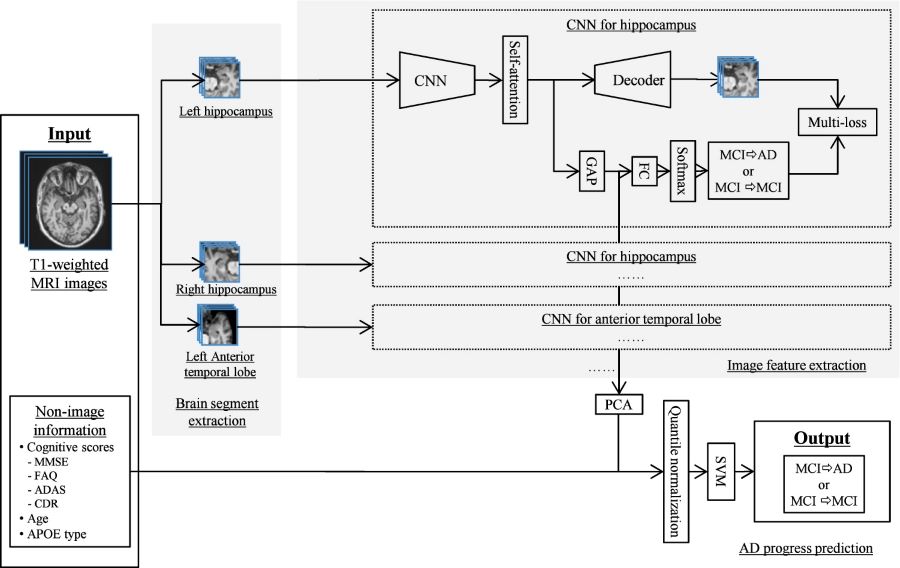 Input
T1-weighted
MRI images
Non-image
information
• Cognitive scores
- MMSE
- FAQ
- ADAS
- CDR
• Age
• APOE type
Left hippocampus
Right hippocampus
Left Anterior
temporal lobe
Brain segment
extraction
CNN for hippocampus
CNN
Self-attention
Decoder
Multi-loss
GAP
FC
Softmax
MCI⇨AD
or
MCI ⇨MCI
CNN for hippocampus
……
CNN for anterior temporal lobe
……
Image feature extraction
……
PCA
Quantile normalization
SVM
Output
MCI⇨AD
or
MCI ⇨MCI
AD progress prediction